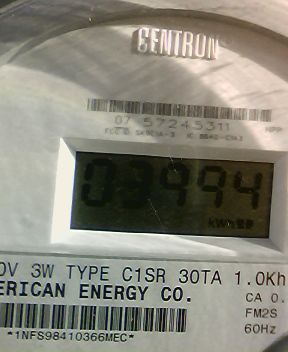 CENTRON
07 57245311
03994
kWh
0V 3W TYPE C1SR 30TA 1.0Kh
ERICAN ENERGY CO.
CA 0.
FM2S
60Hz
*1NFS98410366MEC*